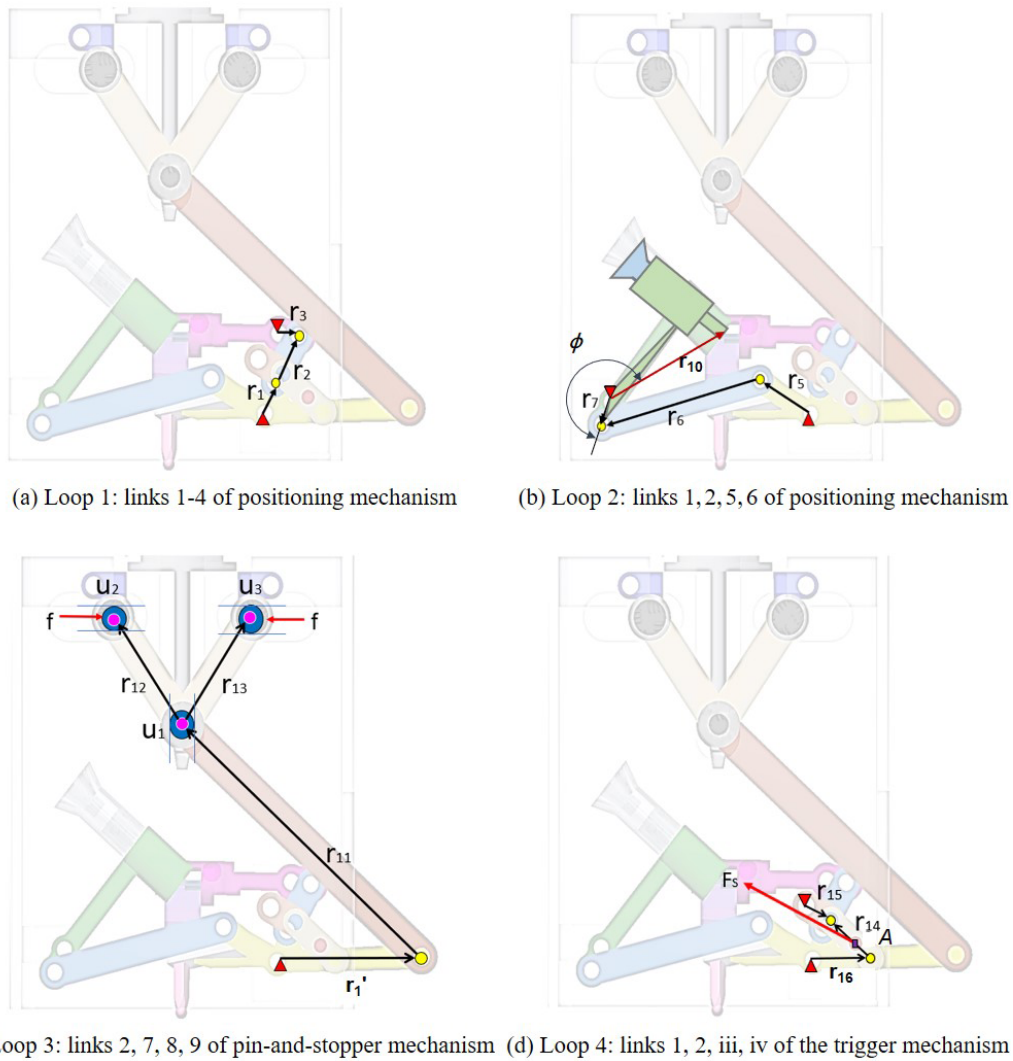 r3
r2
r1
(a) Loop 1: links 1-4 of positioning mechanism
ϕ
r10
r7
r5
r6
(b) Loop 2: links 1, 2, 5, 6 of positioning mechanism
u2
u3
f
f
r12
r13
u1
r11
r1'
Loop 3: links 2, 7, 8, 9 of pin-and-stopper mechanism
Fs
r15
r14
A
r16
(d) Loop 4: links 1, 2, iii, iv of the trigger mechanism